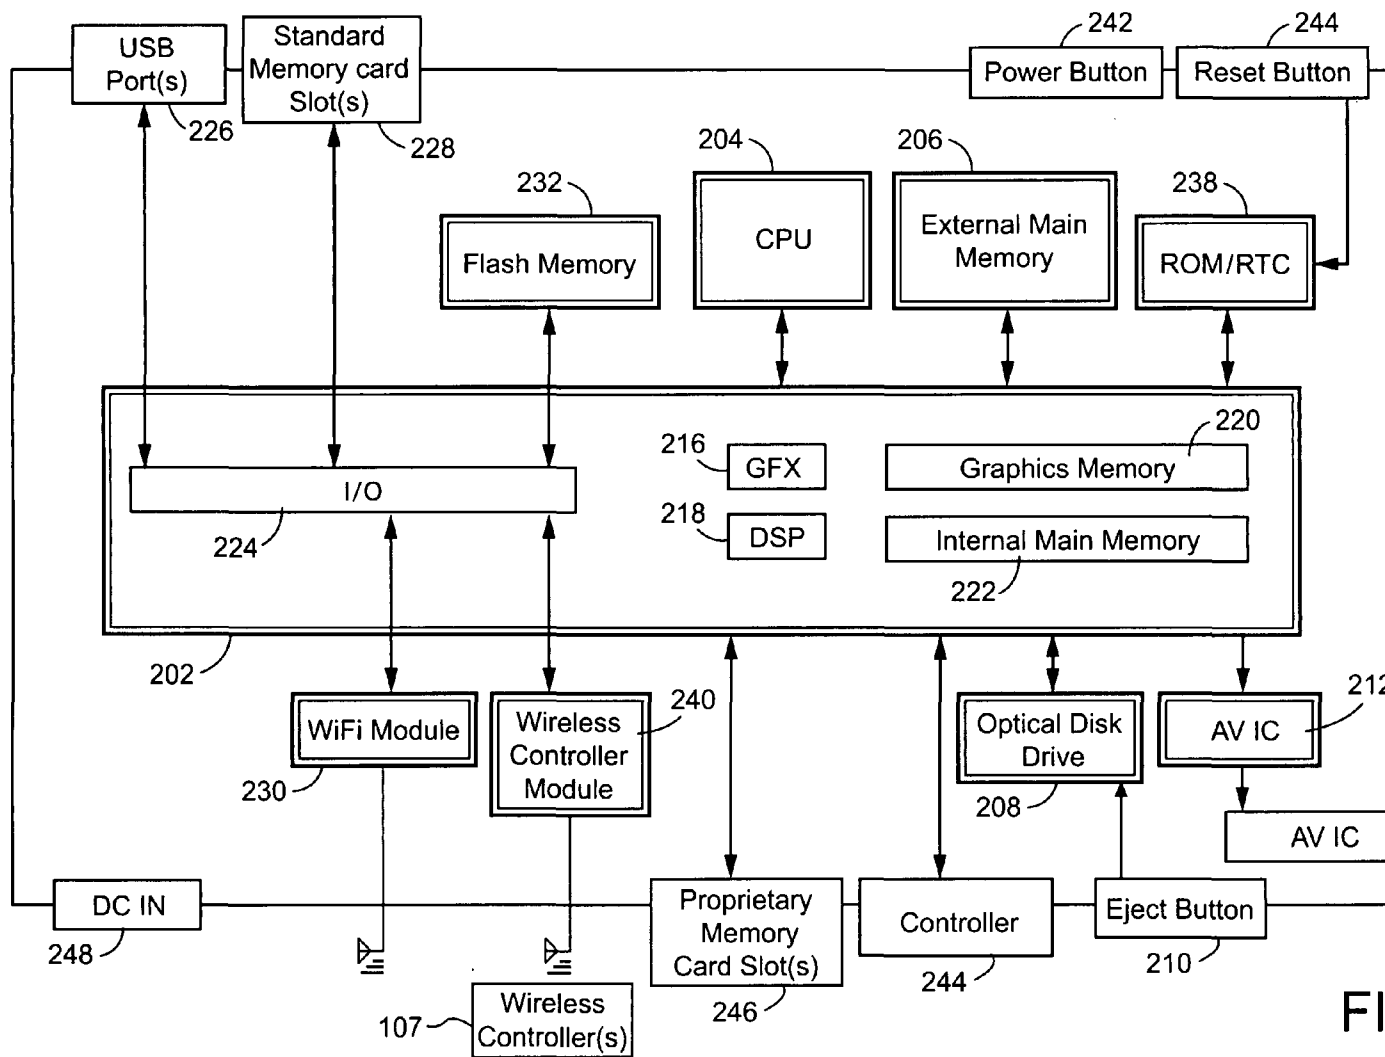 USB
Port(s)
226
Standard
Memory card
Slot(s)
228
242
Power Button
244
Reset Button
232
Flash Memory
204
CPU
206
External Main
Memory
238
ROM/RTC
I/O
224
216
GFX
218
DSP
220
Graphics Memory
Internal Main Memory
222
202
WiFi Module
230
240
Wireless
Controller
Module
Optical Disk
Drive
208
212
AV IC
AV IC
DC IN
248
Proprietary
Memory
Card Slot(s)
246
Controller
244
Eject Button
210
107
Wireless
Controller(s)
FI